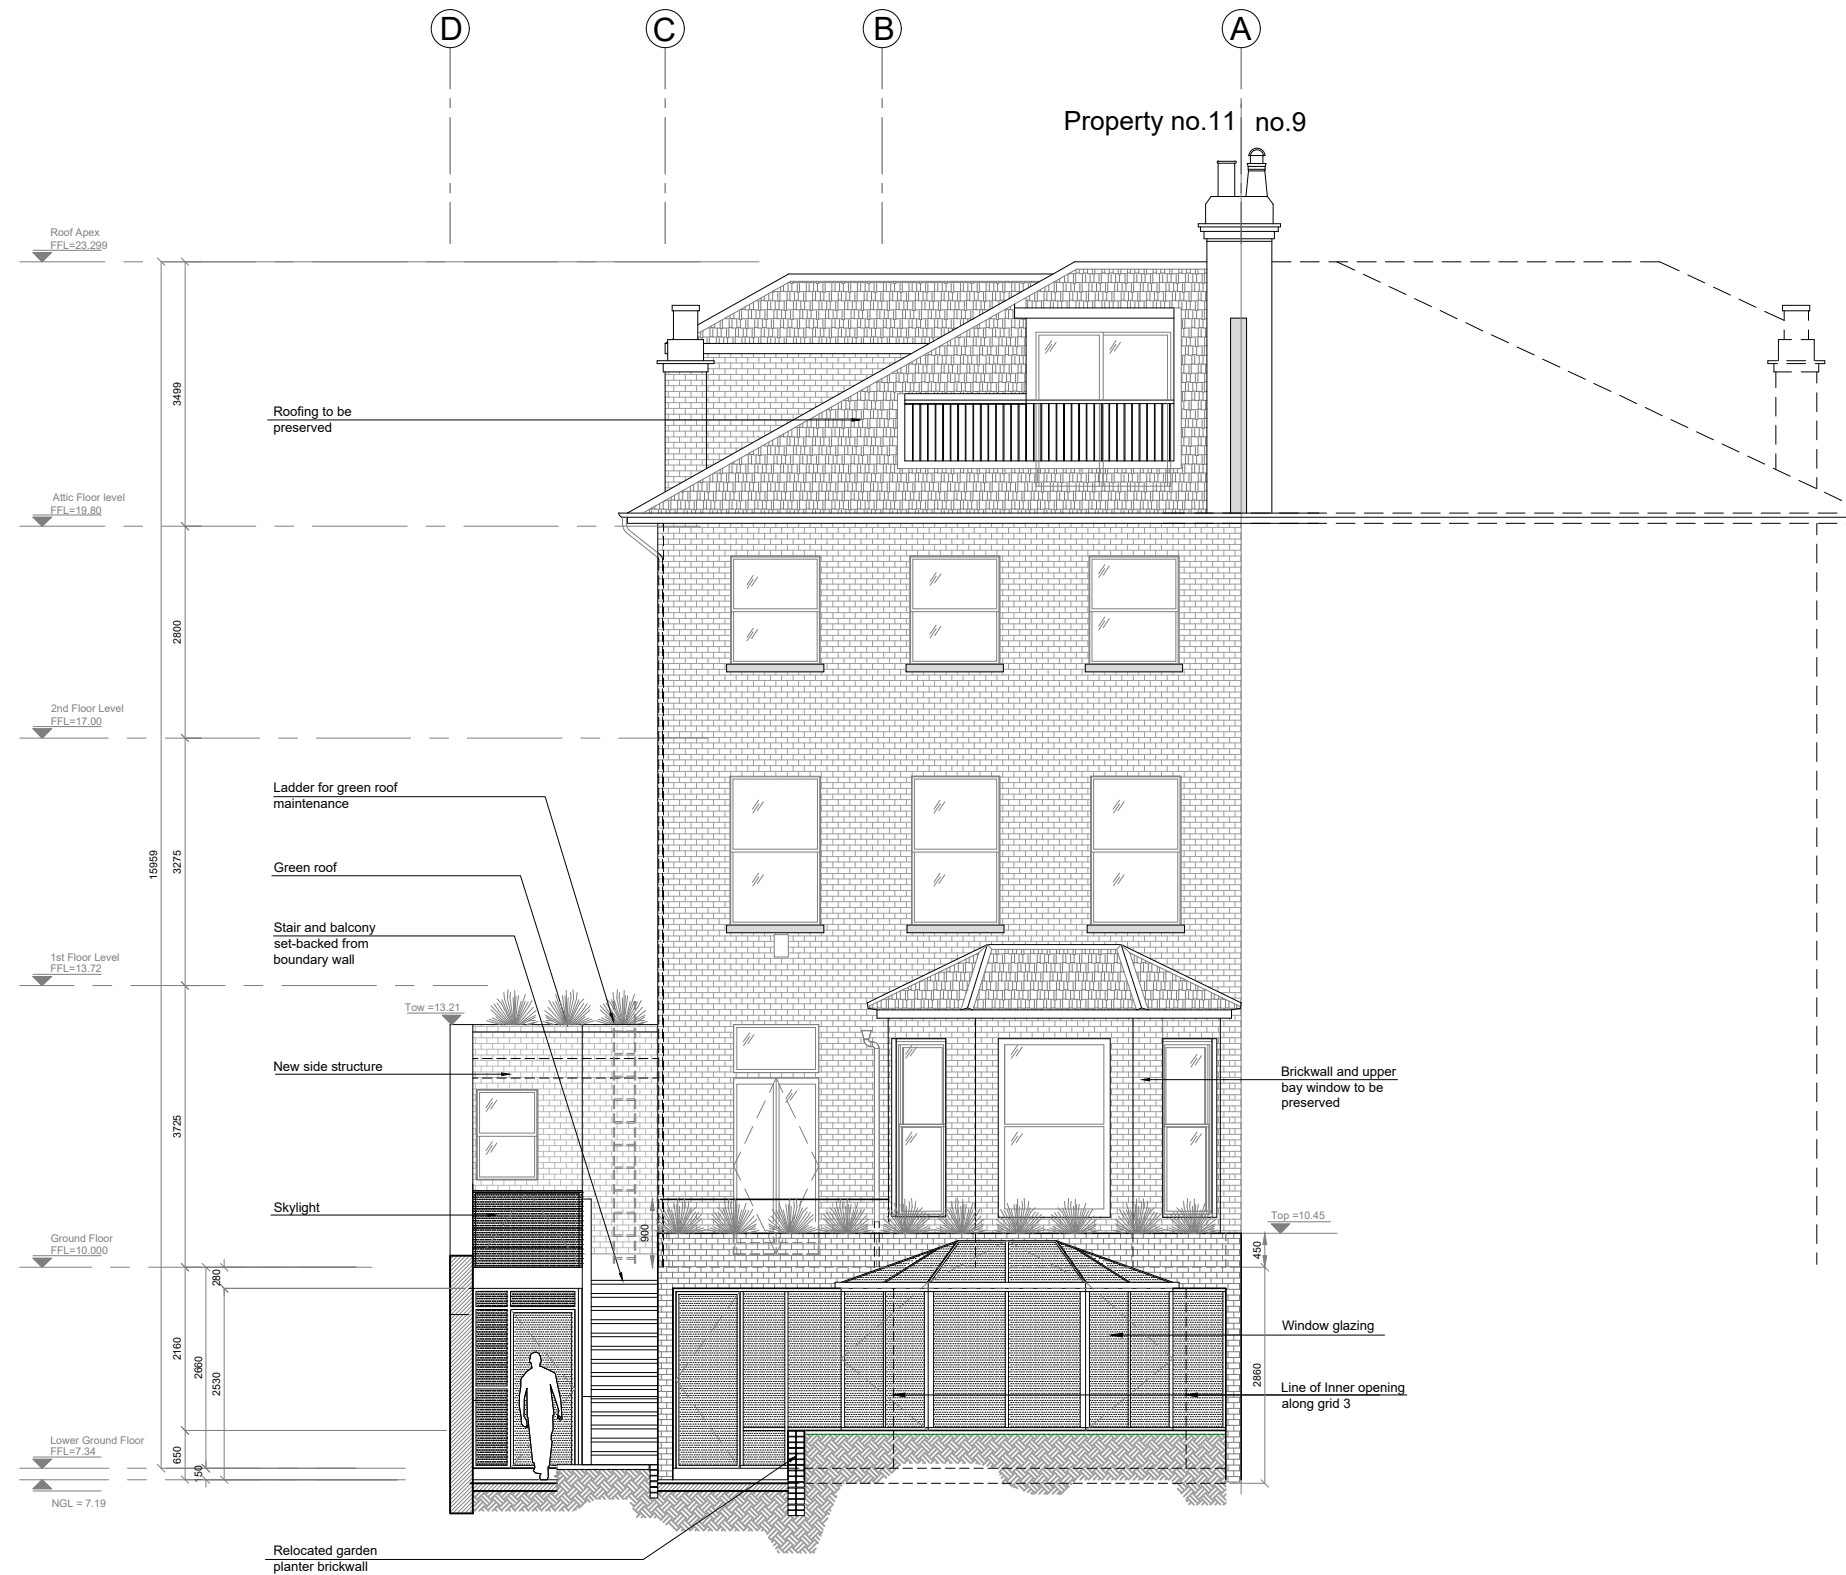 D
C
B
A
Property no.11
no.9
Roof Apex
FFL=23.299
3499
Roofing to be
preserved
Attic Floor level
FFL=19.80
2800
2nd Floor Level
FFL=17.00
Ladder for green roof
maintenance
15959
3275
Green roof
Stair and balcony
set-backed from
boundary wall
1st Floor Level
FFL=13.72
Tow =13.21
New side structure
Brickwall and upper
bay window to be
preserved
3725
Skylight
Top =10.45
900
450
Ground Floor
FFL=10.000
280
Window glazing
2160
2660
2530
2860
Line of Inner opening
along grid 3
Lower Ground Floor
FFL=7.34
650
150
NGL = 7.19
Relocated garden
planter brickwall